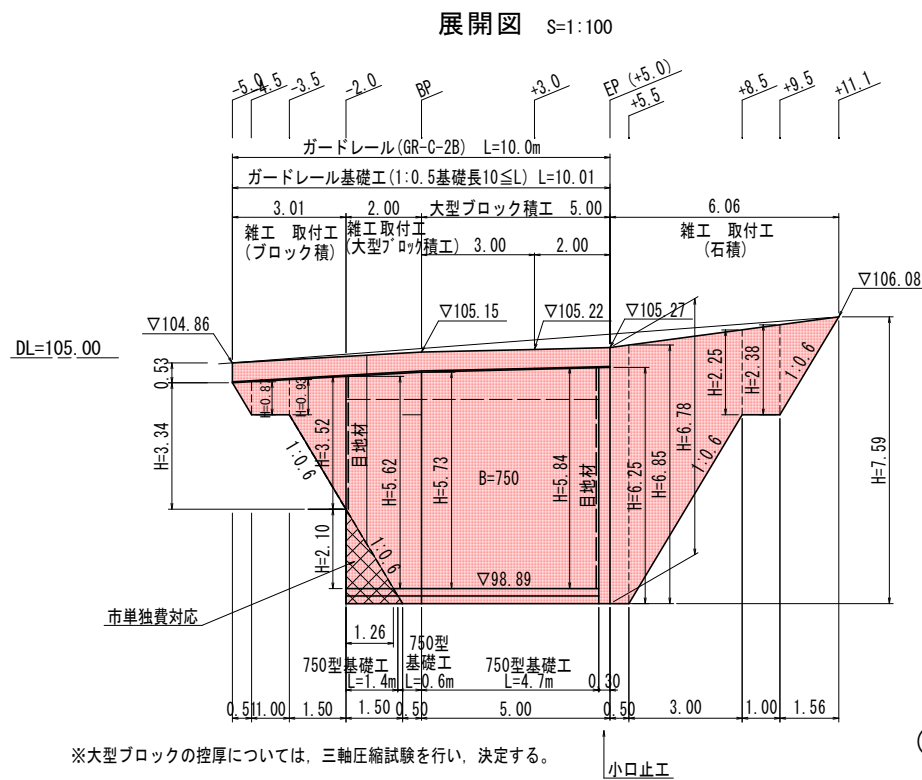 展開図 S=1:100
-5.0
-4.5
-3.5
-2.0
BP
+3.0
EP (+5.0)
+5.5
+8.5
+9.5
+11.1
ガードレール(GR-C-2B) L=10.0m
ガードレール基礎工(1:0.5基礎長10≦L) L=10.01
3.01
2.00
大型ブロック積工 5.00
6.06
雑工 取付工
(ブロック積)
雑工 取付工
(大型ブロック積工)
3.00
2.00
雑工 取付工
(石積)
▽104.86
▽105.15
▽105.22
▽105.27
▽106.08
DL=105.00
0.53
H=3.34
H=0.87
H=0.93
H=3.52
目地材
H=5.62
H=5.73
B=750
H=5.84
目地材
H=6.25
H=6.85
H=6.78
H=2.25
H=2.38
1:0.6
H=7.59
1:0.6
1:0.6
H=2.10
1:0.6
▽98.89
市単独費対応
1.26
750型基礎工
L=1.4m
750型
基礎工
L=0.6m
750型基礎工
L=4.7m
0.30
0.5
1.00
1.50
1.50
0.50
5.00
0.50
3.00
1.00
1.56
※大型ブロックの控厚については, 三軸圧縮試験を行い, 決定する。
小口止工